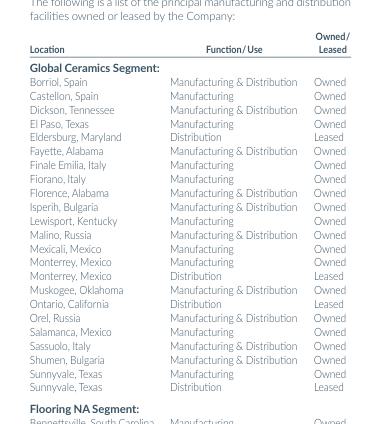 The following is a list of the principal manufacturing and distribution
facilities owned or leased by the Company:
Owned/
Location Function/Use Leased
Global Ceramics Segment:
Borriol, Spain Manufacturing & Distribution Owned
Castellon, Spain Manufacturing Owned
Dickson, Tennessee Manufacturing & Distribution Owned
El Paso, Texas Manufacturing Owned
Eldersburg, Maryland Distribution Leased
Fayette, Alabama Manufacturing & Distribution Owned
Finale Emilia, Italy Manufacturing Owned
Fiorano, Italy Manufacturing Owned
Florence, Alabama Manufacturing & Distribution Owned
Isperih, Bulgaria Manufacturing & Distribution Owned
Lewisport, Kentucky Manufacturing Owned
Malino, Russia Manufacturing & Distribution Owned
Mexicali, Mexico Manufacturing Owned
Monterrey, Mexico Manufacturing Owned
Monterrey, Mexico Distribution Leased
Muskogee, Oklahoma Manufacturing & Distribution Owned
Ontario, California Distribution Leased
Orel, Russia Manufacturing & Distribution Owned
Salamanca, Mexico Manufacturing Owned
Sassuolo, Italy Manufacturing & Distribution Owned
Shumen, Bulgaria Manufacturing & Distribution Owned
Sunnyvale, Texas Manufacturing Owned
Sunnyvale, Texas Distribution Leased
Flooring NA Segment:
Bennettsville, South Carolina Manufacturing Owned